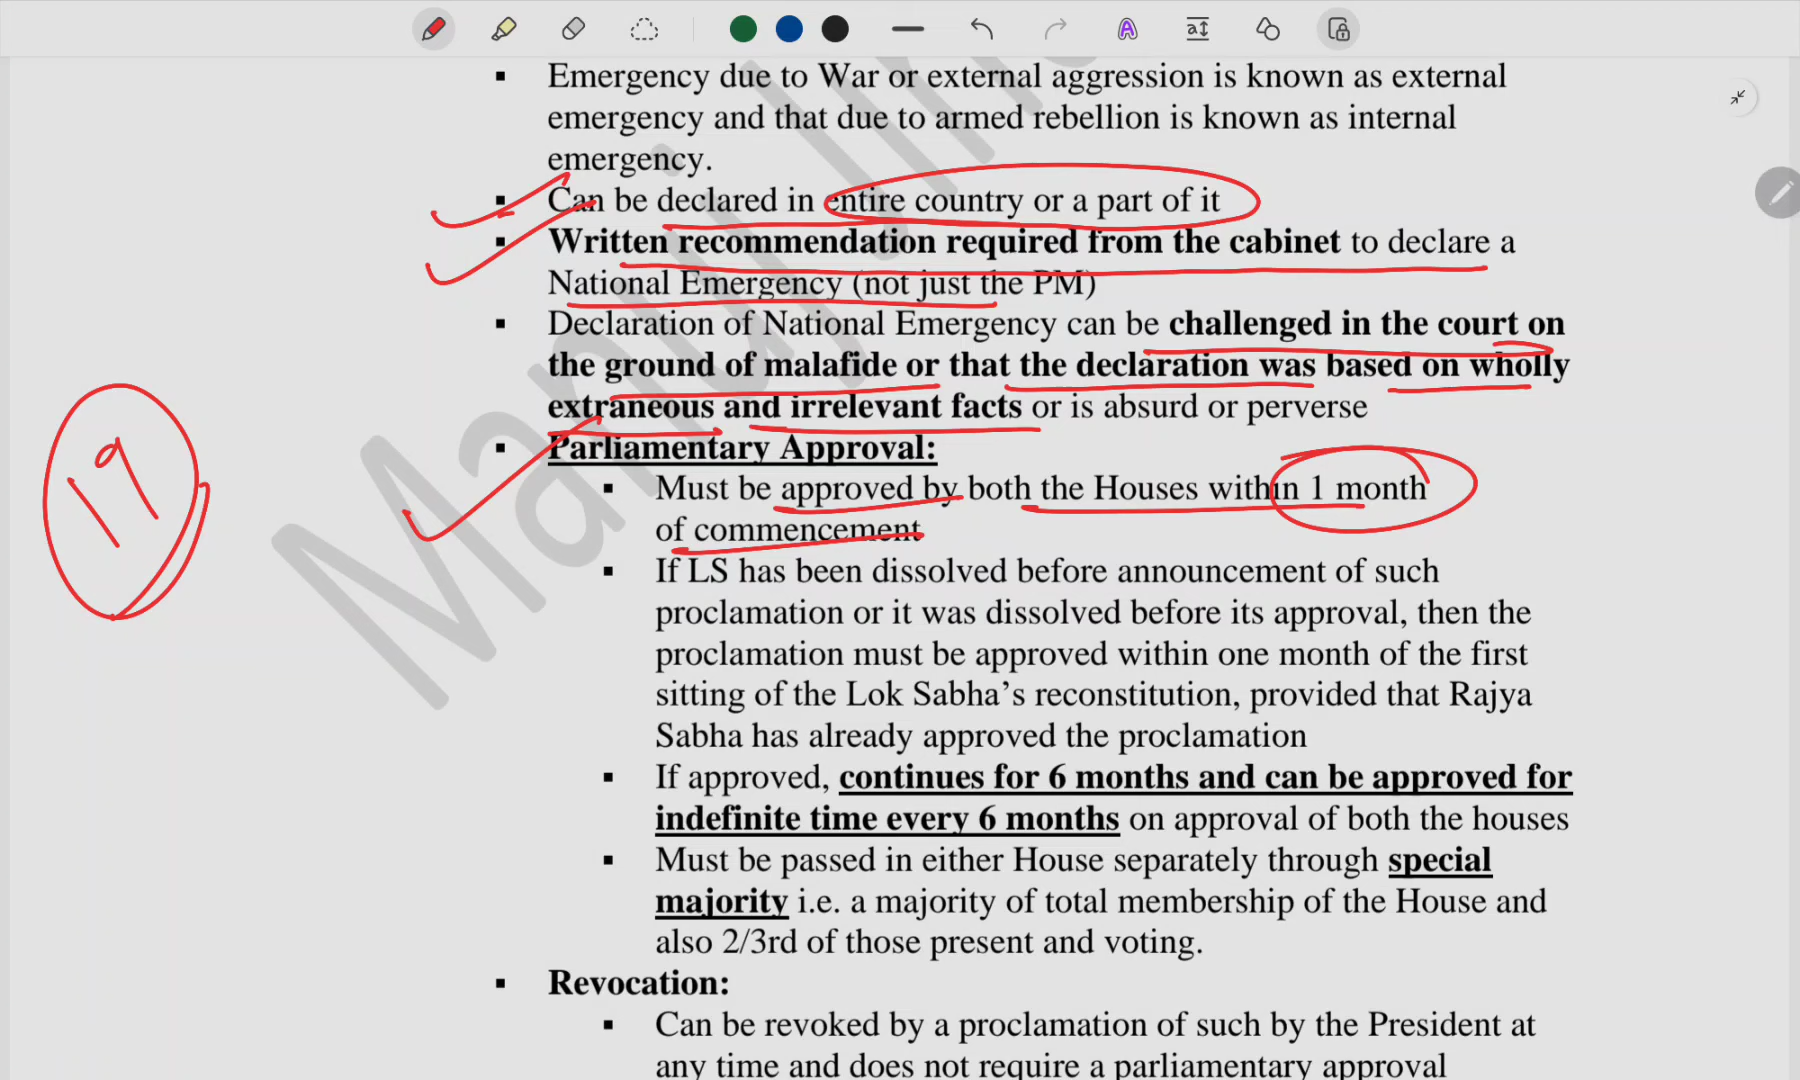 Emergency due to War or external aggression is known as external
emergency and that due to armed rebellion is known as internal
emergency.
Can be declared in entire country or a part of it
Written recommendation required from the cabinet to declare a
National Emergency (not just the PM)
Declaration of National Emergency can be challenged in the court on
the ground of malafide or that the declaration was based on wholly
extraneous and irrelevant facts or is absurd or perverse
Parliamentary Approval:
Must be approved by both the Houses within 1 month
of commencement
If LS has been dissolved before announcement of such
proclamation or it was dissolved before its approval, then the
proclamation must be approved within one month of the first
sitting of the Lok Sabha’s reconstitution, provided that Rajya
Sabha has already approved the proclamation
If approved, continues for 6 months and can be approved for
indefinite time every 6 months on approval of both the houses
Must be passed in either House separately through special
majority i.e. a majority of total membership of the House and
also 2/3rd of those present and voting.
Revocation:
Can be revoked by a proclamation of such by the President at
any time and does not require a parliamentary approval
19